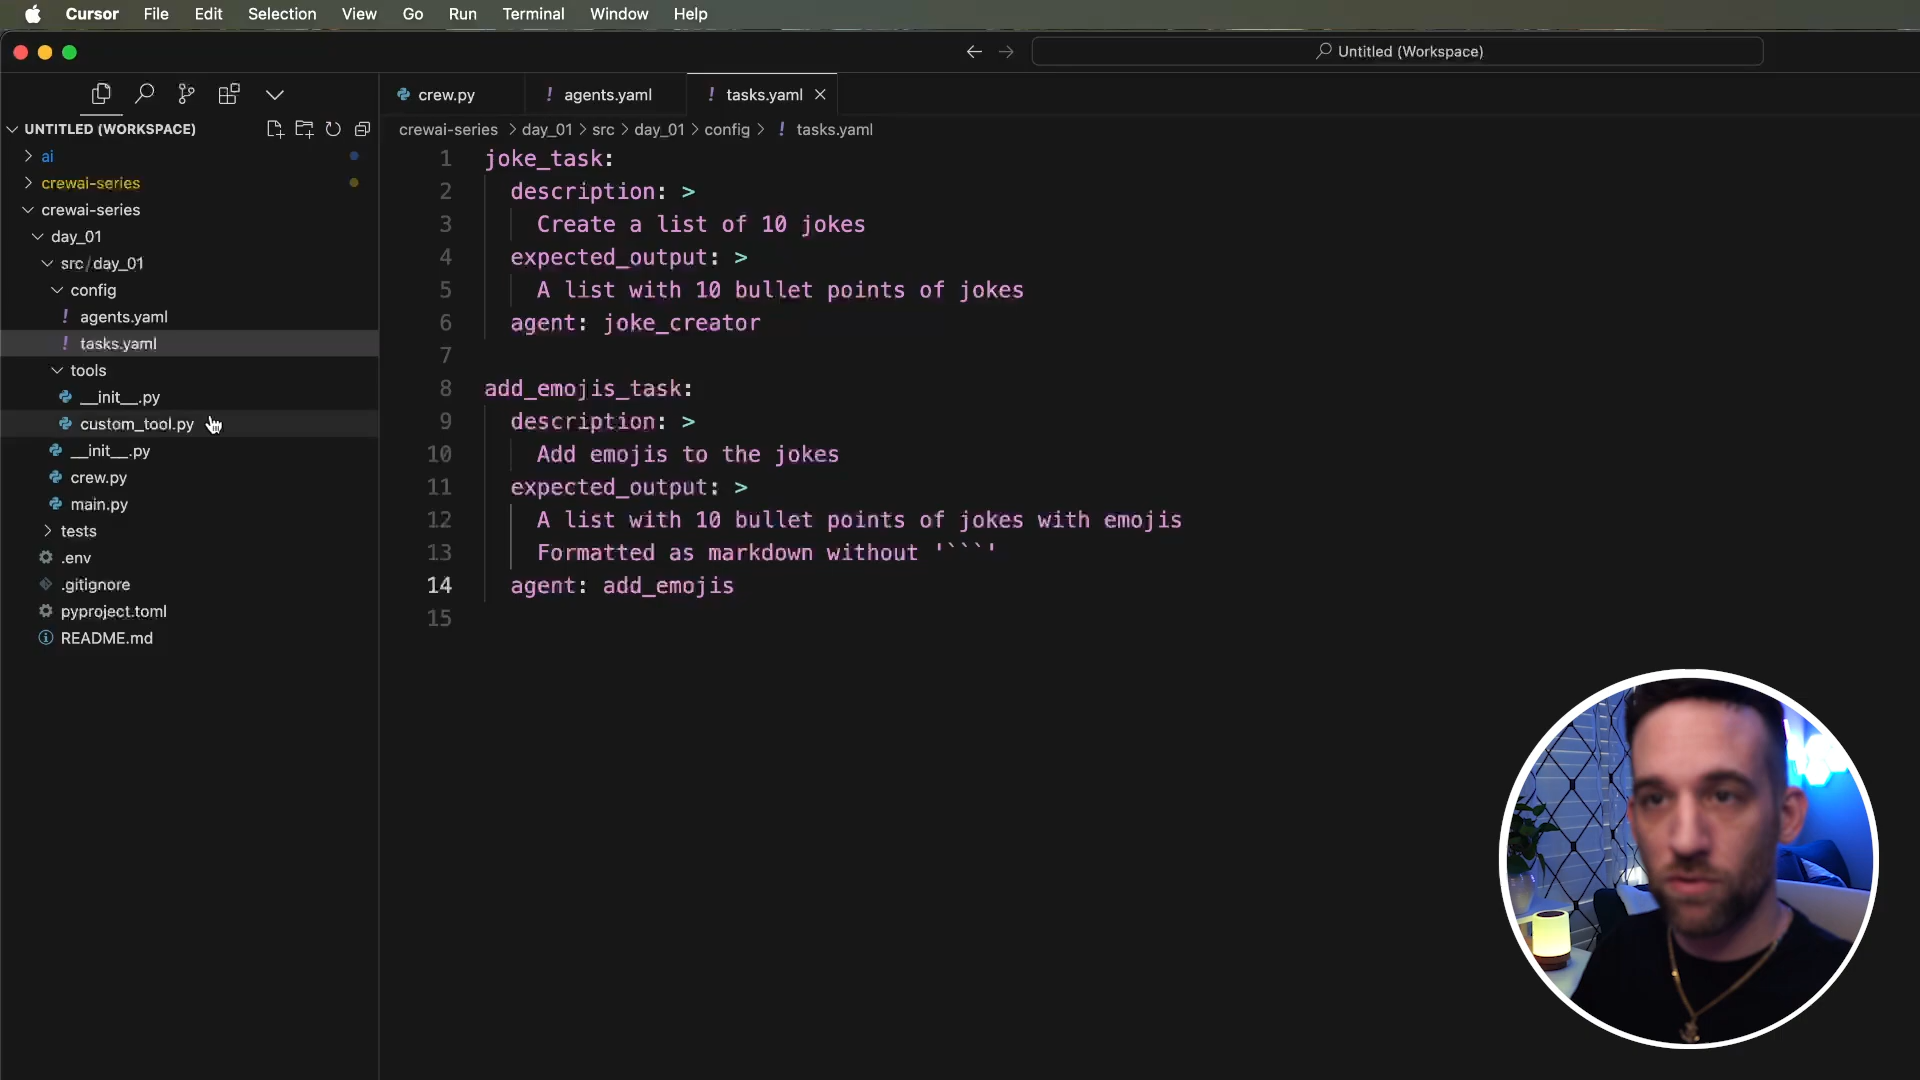 Cursor File Edit Selection View Go Run Terminal Window Help
Untitled (Workspace)
crew.py
! agents.yaml
! tasks.yaml
UNTITLED (WORKSPACE)
crewai-series > day_01 > src > day_01 > config > ! tasks.yaml
ai
crewai-series
crewai-series
day_01
src / day_01
config
! agents.yaml
! tasks.yaml
tools
__init__.py
custom_tool.py
__init__.py
crew.py
main.py
tests
.env
.gitignore
pyproject.toml
README.md
1 joke_task:
2 description: >
3 Create a list of 10 jokes
4 expected_output: >
5 A list with 10 bullet points of jokes
6 agent: joke_creator
7
8 add_emojis_task:
9 description: >
10 Add emojis to the jokes
11 expected_output: >
12 A list with 10 bullet points of jokes with emojis
13 Formatted as markdown without '```'
14 agent: add_emojis
15